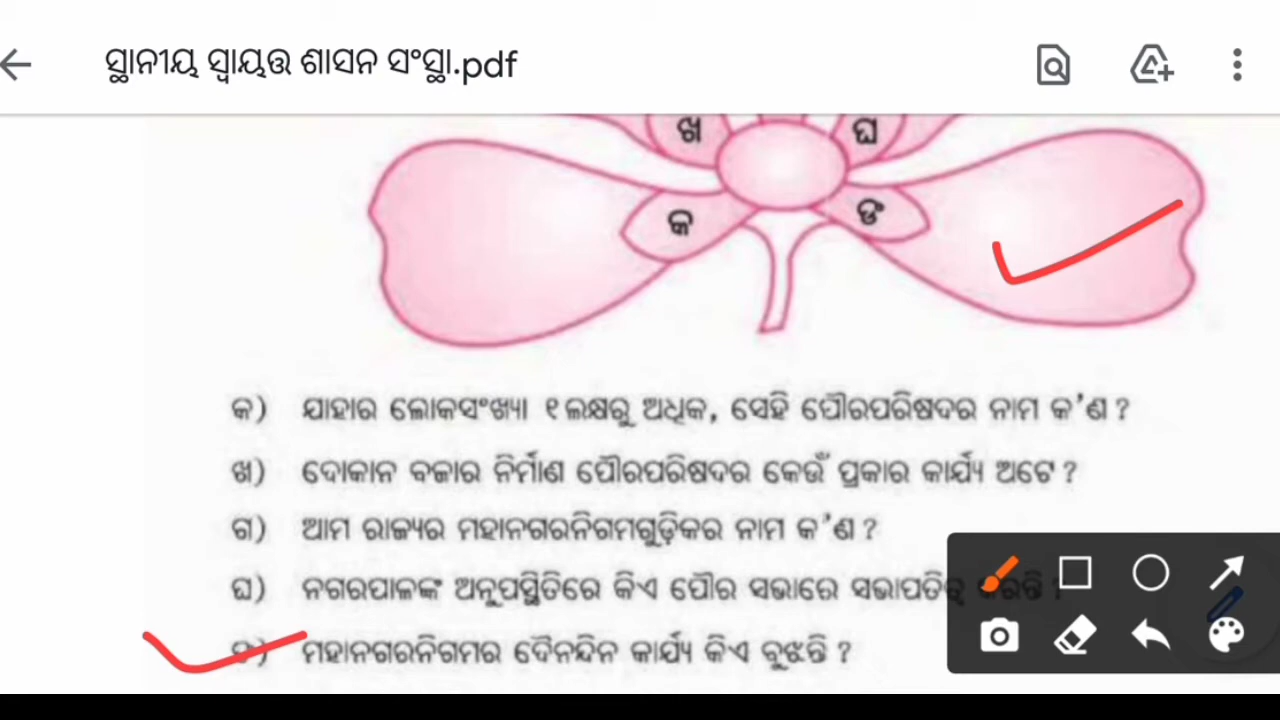 ସ୍ଥାନୀୟ ସ୍ୱାୟତ୍ତ ଶାସନ ସଂସ୍ଥା.pdf
ଖ ଘ
କ ଙ
କ) ଯାହାର ଲୋକସଂଖ୍ୟା ୧ ଲକ୍ଷରୁ ଅଧିକ, ସେହି ପୌରପରିଷଦର ନାମ କ'ଣ ?
ଖ) ଦୋକାନ ବଜାର ନିର୍ମାଣ ପୌରପରିଷଦର କେଉଁ ପ୍ରକାର କାର୍ଯ୍ୟ ଅଟେ ?
ଗ) ଆମ ରାଜ୍ୟର ମହାନଗରନିଗମଗୁଡ଼ିକର ନାମ କ'ଣ ?
ଘ) ନଗରପାଳଙ୍କ ଅନୁପସ୍ଥିତିରେ କିଏ ପୌର ସଭାରେ ସଭାପତିତ୍ୱ କରନ୍ତି ?
ଙ) ମହାନଗରନିଗମର ଦୈନନ୍ଦିନ କାର୍ଯ୍ୟ କିଏ ବୁଝନ୍ତି ?